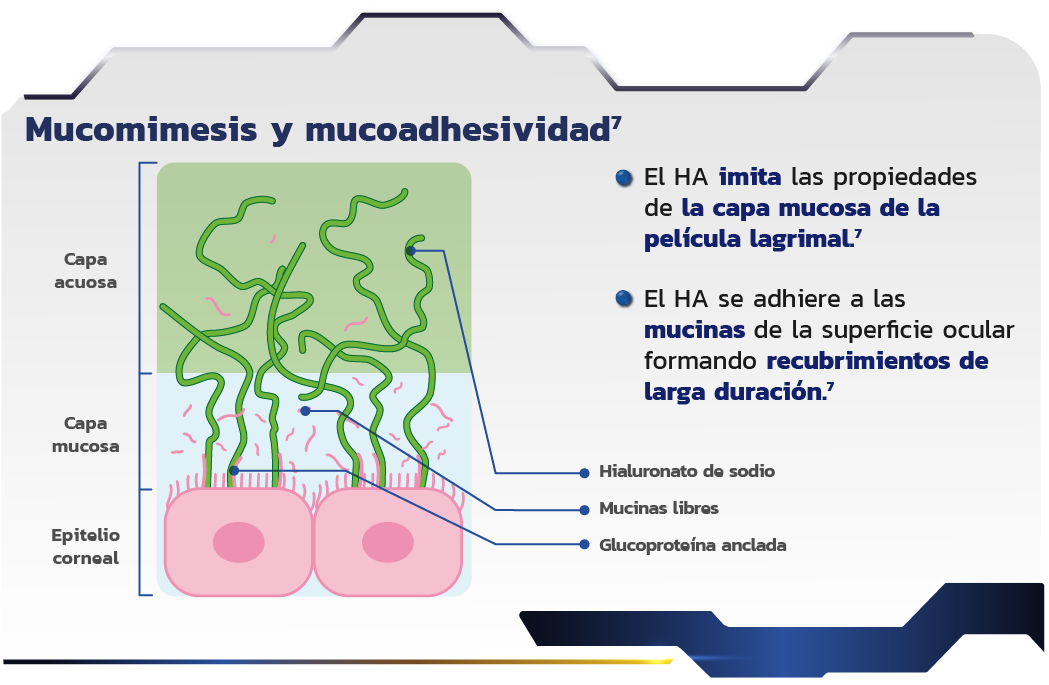 Mucomimesis y mucoadhesividad⁷
El HA imita las propiedades
de la capa mucosa de la
película lagrimal.⁷
El HA se adhiere a las
mucinas de la superficie ocular
formando recubrimientos de
larga duración.⁷
Capa
acuosa
Capa
mucosa
Epitelio
corneal
Hialuronato de sodio
Mucinas libres
Glucoproteína anclada